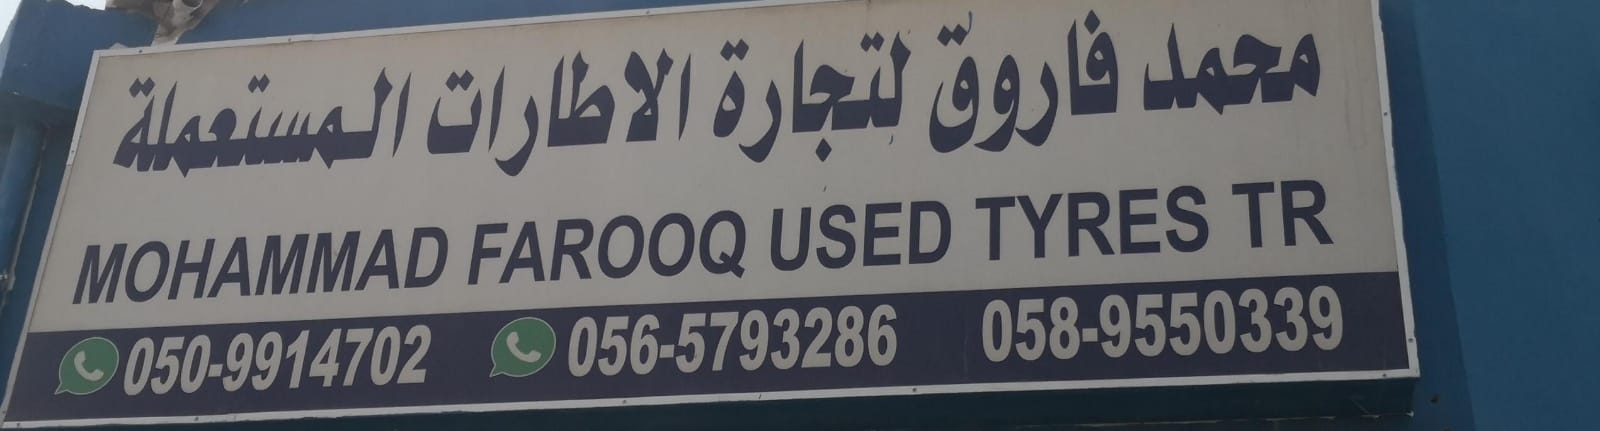 محمد فاروق لتجارة الاطارات المستعملة
MOHAMMAD FAROOQ USED TYRES TR
050-9914702 056-5793286 058-9550339